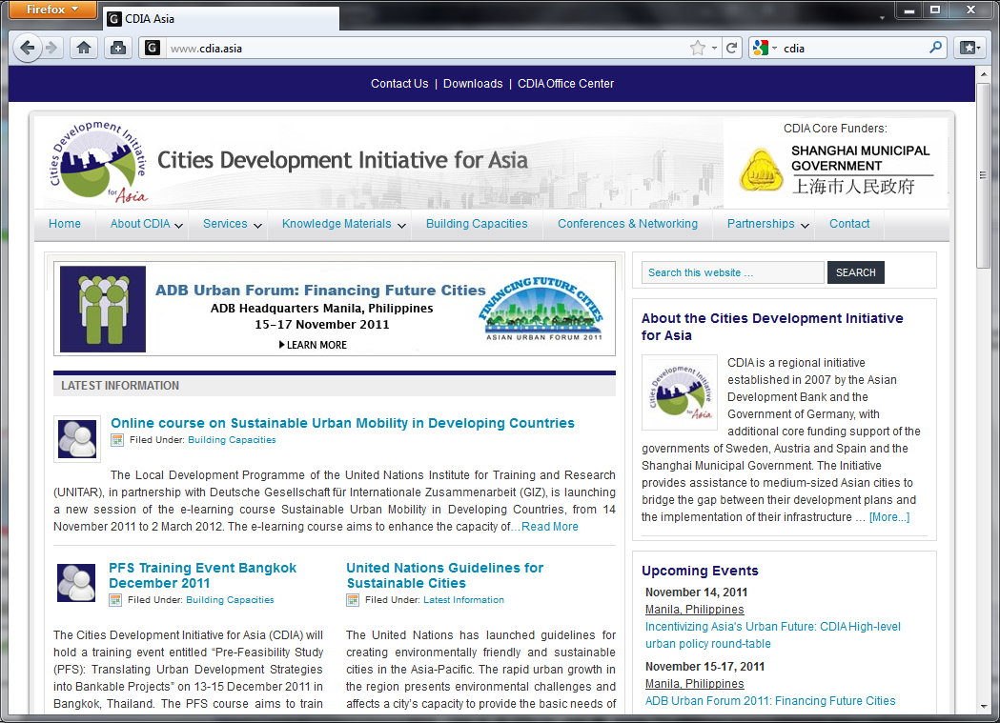 Firefox
CDIA Asia
www.cdia.asia
cdia
Contact Us | Downloads | CDIA Office Center
Cities Development Initiative for Asia
Cities Development Initiative for Asia
CDIA Core Funders:
SHANGHAI MUNICIPAL
GOVERNMENT
上海市人民政府
Home About CDIA Services Knowledge Materials Building Capacities Conferences & Networking Partnerships Contact
ADB Urban Forum: Financing Future Cities
ADB Headquarters Manila, Philippines
15-17 November 2011
LEARN MORE
FINANCING FUTURE CITIES
ASIAN URBAN FORUM 2011
LATEST INFORMATION
Online course on Sustainable Urban Mobility in Developing Countries
Filed Under: Building Capacities
The Local Development Programme of the United Nations Institute for Training and Research
(UNITAR), in partnership with Deutsche Gesellschaft für Internationale Zusammenarbeit (GIZ), is launching
a new session of the e-learning course Sustainable Urban Mobility in Developing Countries, from 14
November 2011 to 2 March 2012. The e-learning course aims to enhance the capacity of…Read More
PFS Training Event Bangkok
December 2011
Filed Under: Building Capacities
The Cities Development Initiative for Asia (CDIA) will
hold a training event entitled “Pre-Feasibility Study
(PFS): Translating Urban Development Strategies
into Bankable Projects” on 13-15 December 2011 in
Bangkok, Thailand. The PFS course aims to train
United Nations Guidelines for
Sustainable Cities
Filed Under: Latest Information
The United Nations has launched guidelines for
creating environmentally friendly and sustainable
cities in the Asia-Pacific. The rapid urban growth in
the region presents environmental challenges and
affects a city’s capacity to provide the basic needs of
Search this website …
SEARCH
About the Cities Development Initiative
for Asia
Cities Development Initiative for Asia
CDIA is a regional initiative
established in 2007 by the Asian
Development Bank and the
Government of Germany, with
additional core funding support of the
governments of Sweden, Austria and Spain and the
Shanghai Municipal Government. The Initiative
provides assistance to medium-sized Asian cities to
bridge the gap between their development plans and
the implementation of their infrastructure … [More...]
Upcoming Events
November 14, 2011
Manila, Philippines
Incentivizing Asia's Urban Future: CDIA High-level
urban policy round-table
November 15-17, 2011
Manila, Philippines
ADB Urban Forum 2011: Financing Future Cities